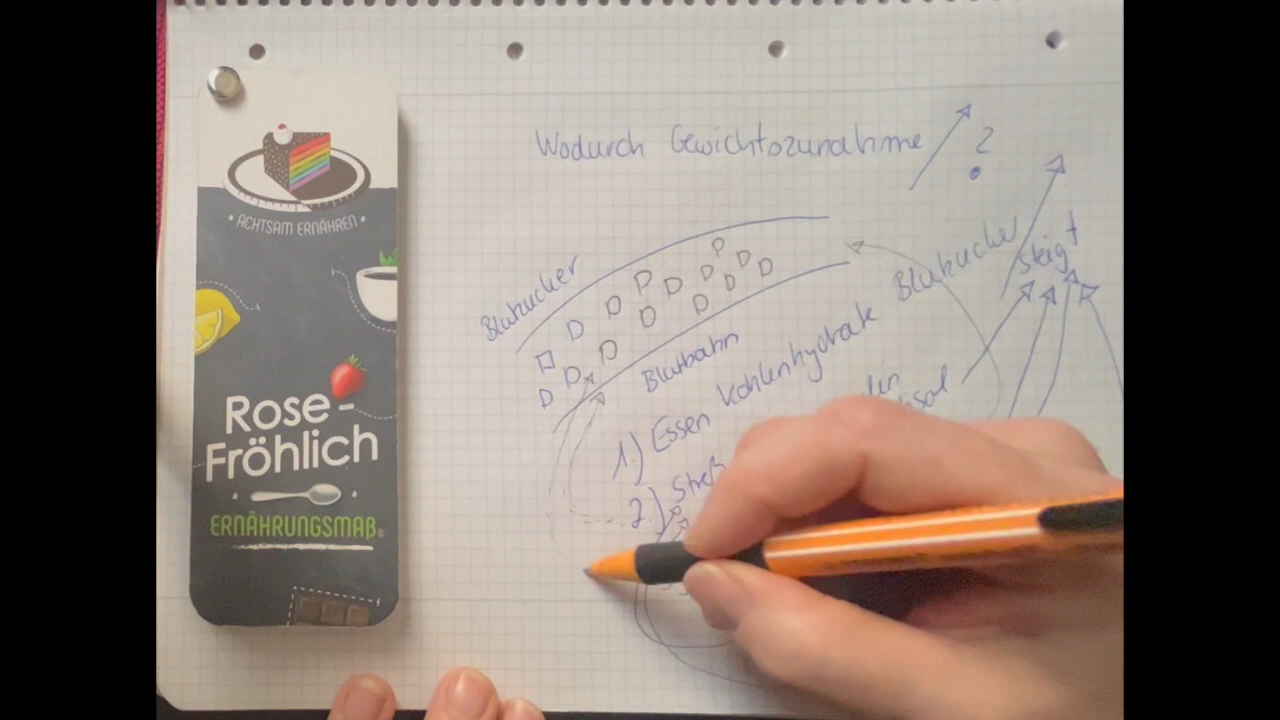 ACHTSAM ERNÄHREN
Rose-
Fröhlich
ERNÄHRUNGSMAß®
Wodurch Gewichtszunahme ?
Blutzucker
Blutbahn
Blutzucker
steigt
1.) Essen Kohlenhydrate
2.) Streß